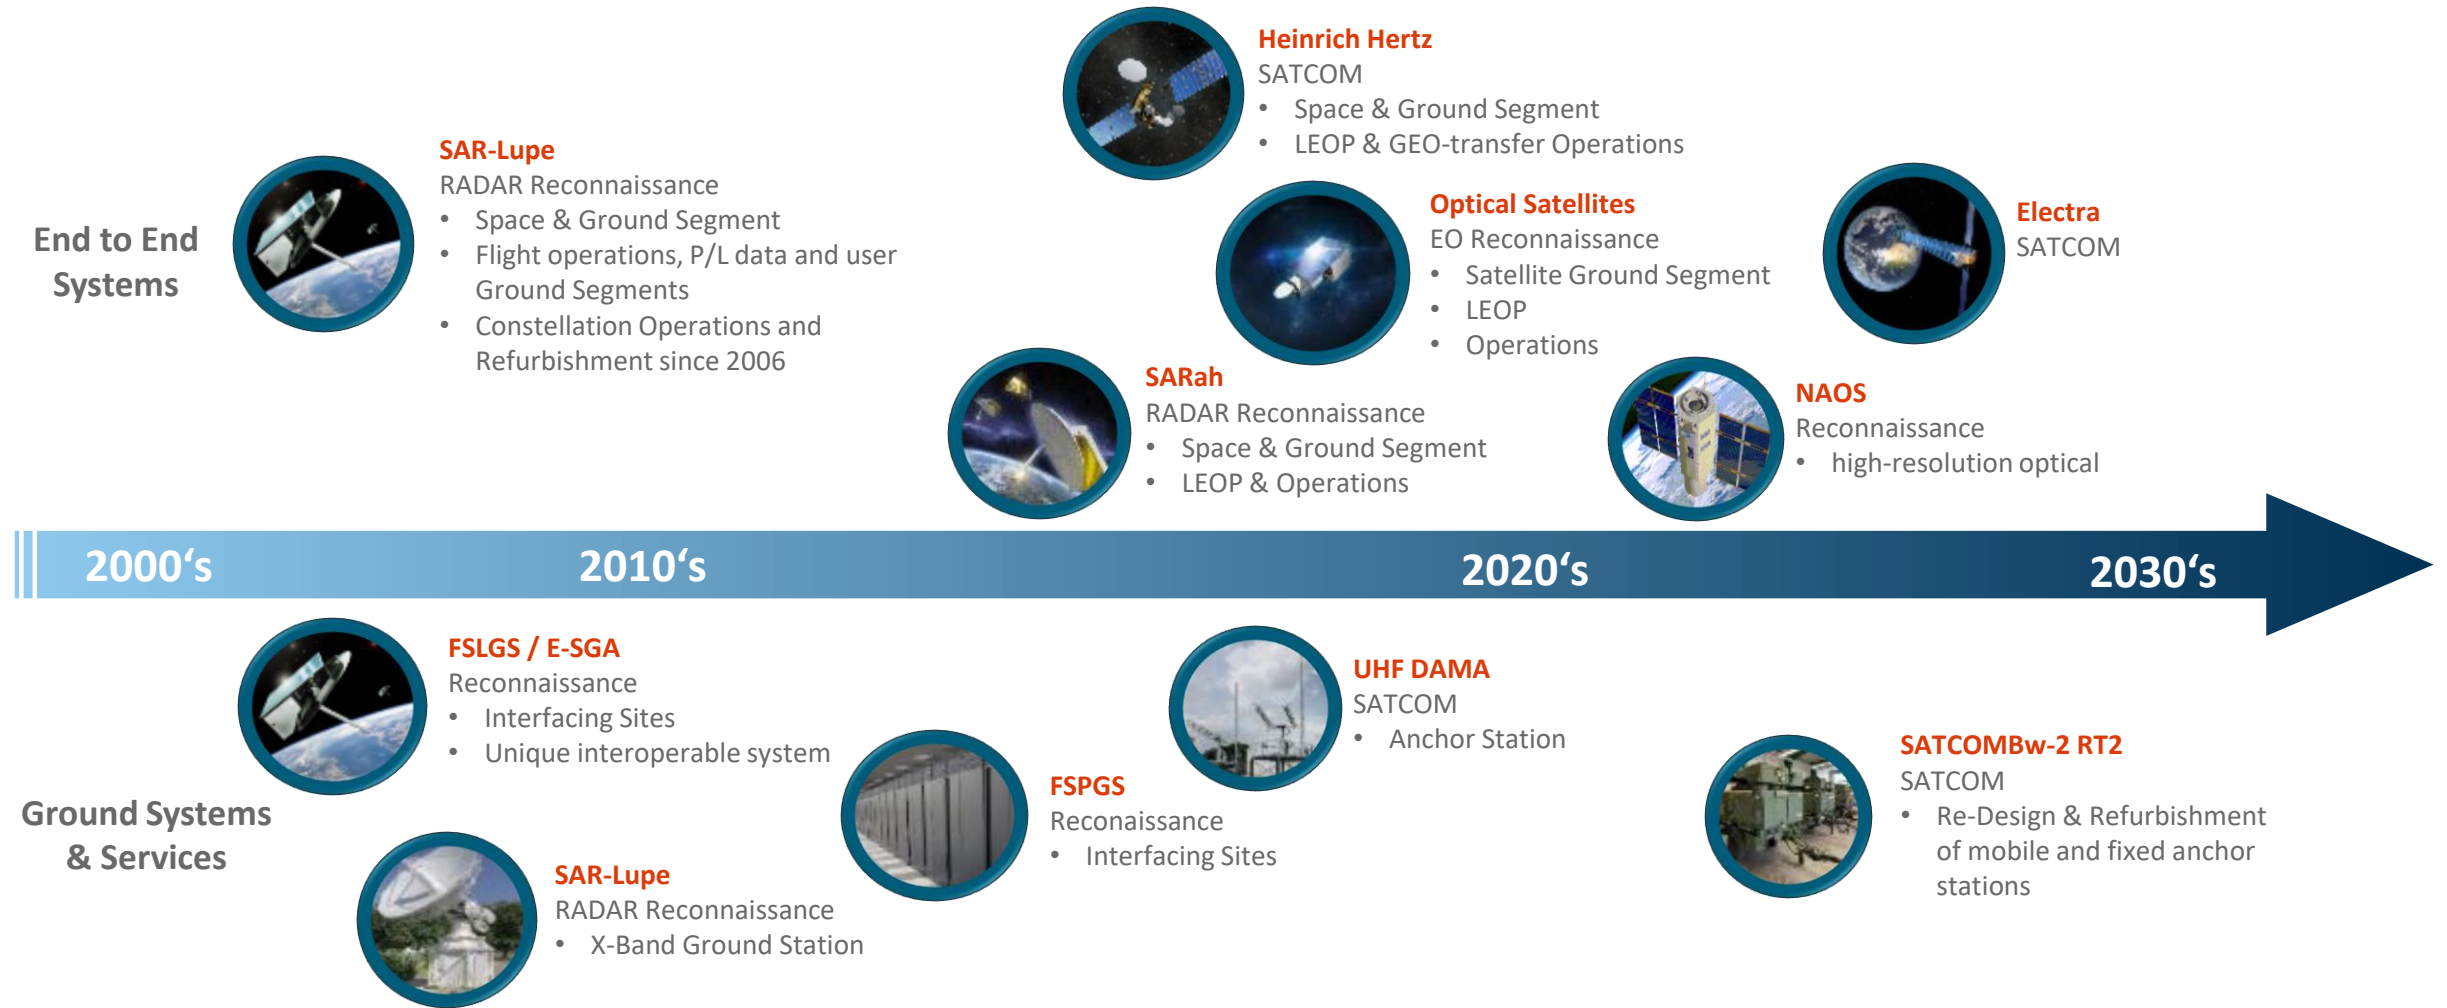 Heinrich Hertz
SATCOM
• Space & Ground Segment
• LEOP & GEO-transfer Operations
SAR-Lupe
RADAR Reconnaissance
• Space & Ground Segment
• Flight operations, P/L data and user
Ground Segments
• Constellation Operations and
Refurbishment since 2006
End to End
Systems
Optical Satellites
EO Reconnaissance
• Satellite Ground Segment
• LEOP
• Operations
Electra
SATCOM
SARah
RADAR Reconnaissance
• Space & Ground Segment
• LEOP & Operations
NAOS
Reconnaissance
• high-resolution optical
2000‘s 2010‘s 2020‘s 2030‘s
FSLGS / E-SGA
Reconnaissance
• Interfacing Sites
• Unique interoperable system
UHF DAMA
SATCOM
• Anchor Station
Ground Systems
& Services
FSPGS
Reconaissance
• Interfacing Sites
SATCOMBw-2 RT2
SATCOM
• Re-Design & Refurbishment
of mobile and fixed anchor
stations
SAR-Lupe
RADAR Reconnaissance
• X-Band Ground Station